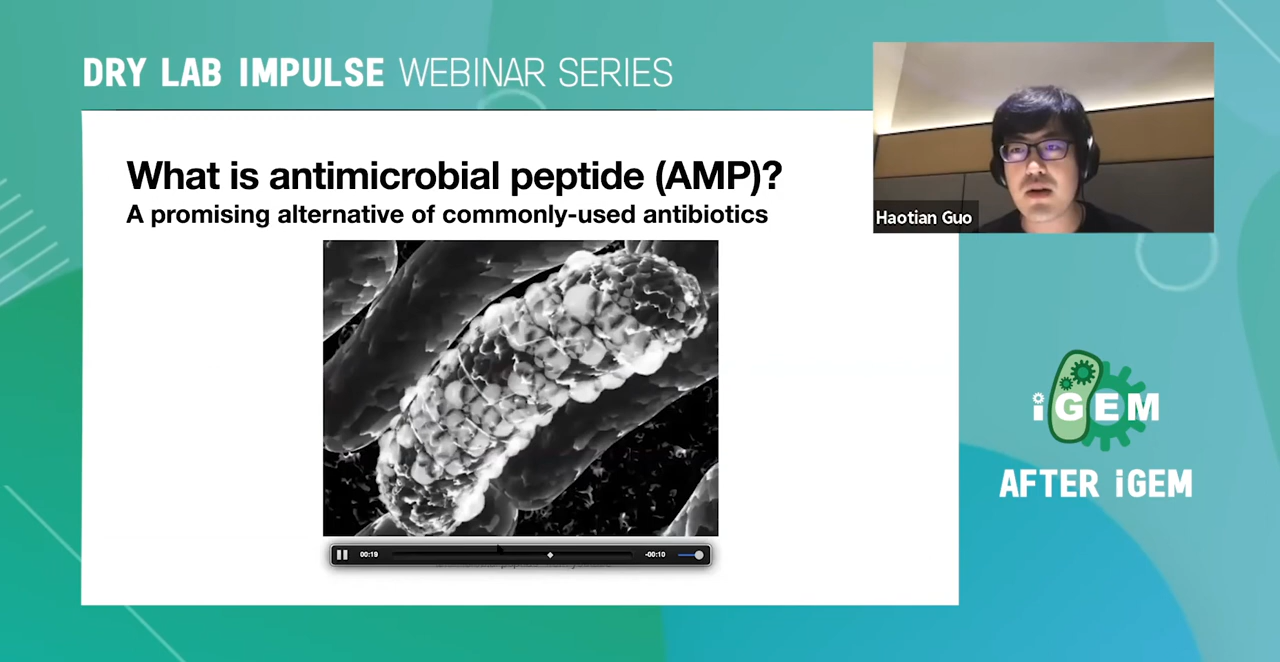 DRY LAB IMPULSE WEBINAR SERIES
What is antimicrobial peptide (AMP)?
A promising alternative of commonly-used antibiotics
Haotian Guo
00:19
-00:10
iGEM
AFTER iGEM